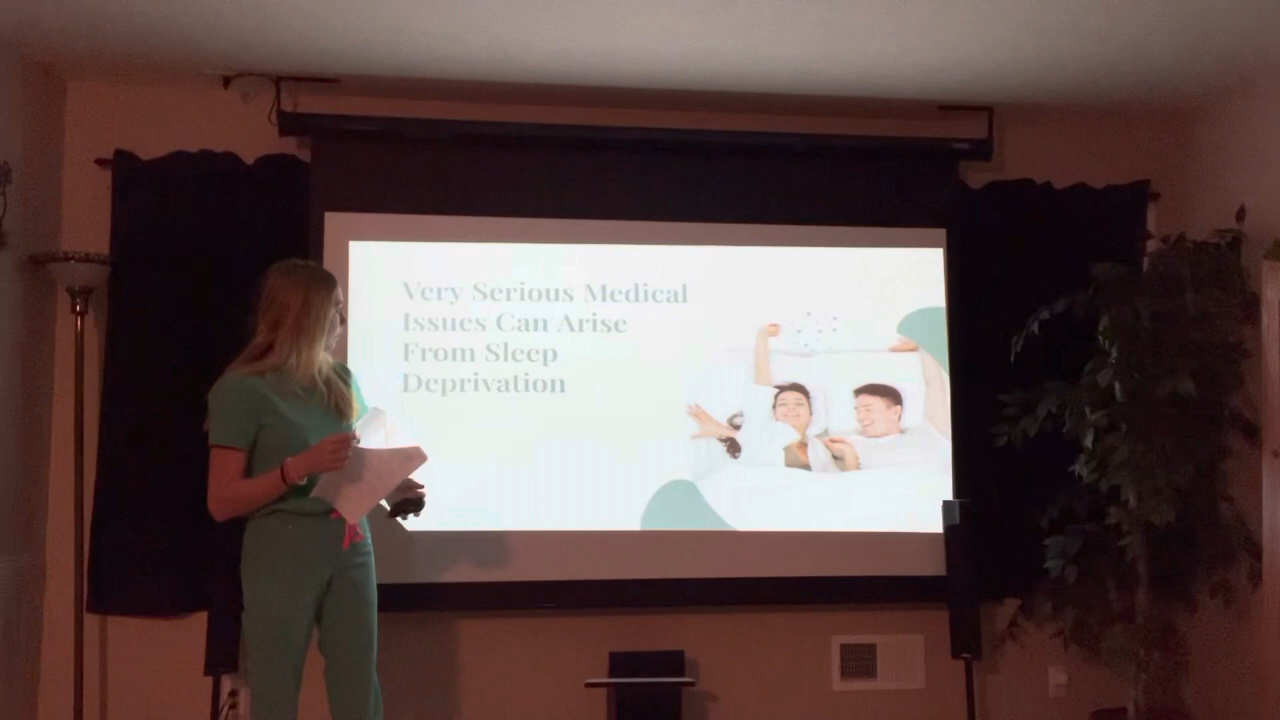 Very Serious Medical
Issues Can Arise
From Sleep
Deprivation